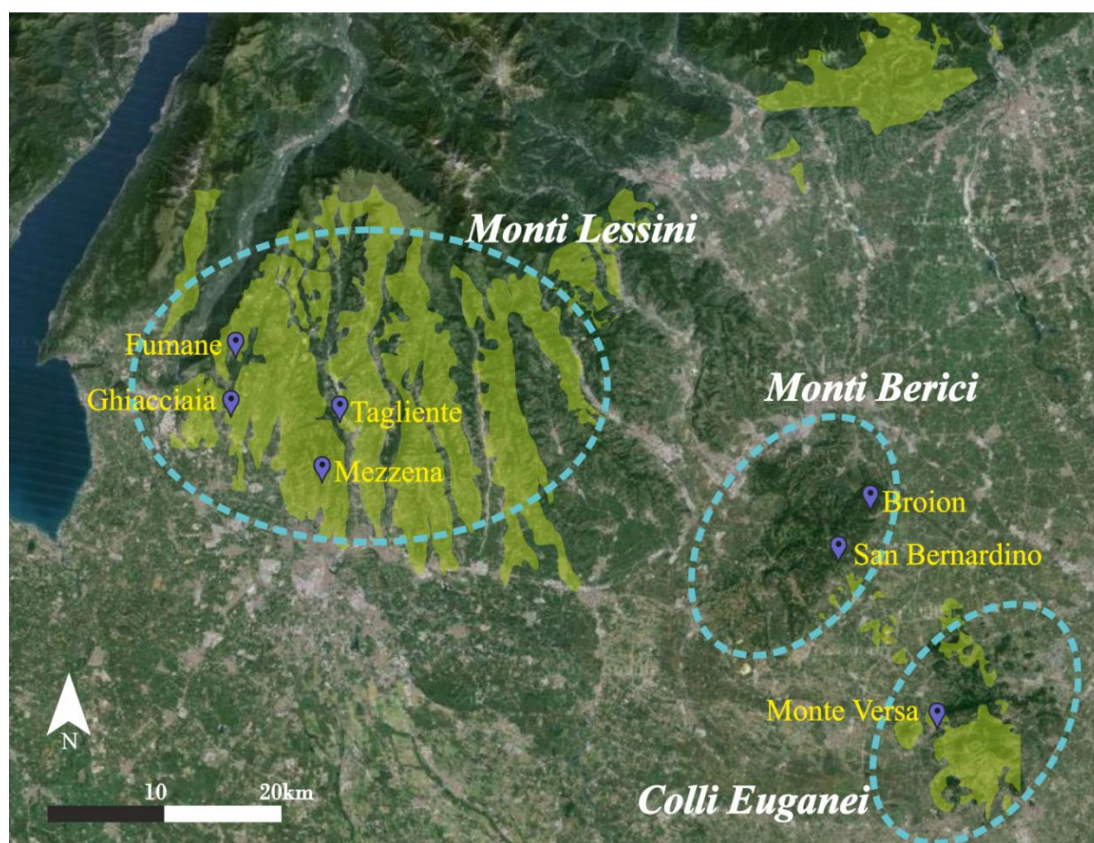 Monti Lessini
Fumane
Ghiacciaia
Tagliente
Mezzena
Monti Berici
Broion
San Bernardino
Monte Versa
Colli Euganei
N
10
20km